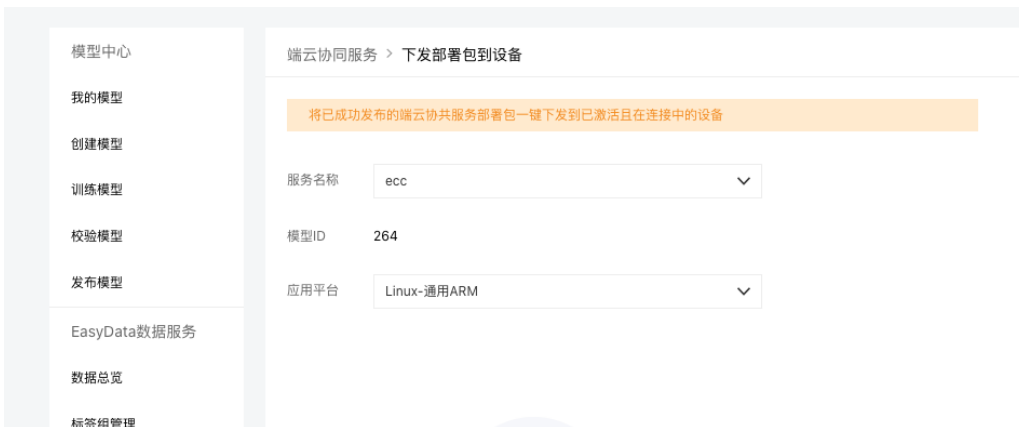 模型中心
我的模型
创建模型
训练模型
校验模型
发布模型
EasyData数据服务
数据总览
标签组管理
端云协同服务 > 下发部署包到设备
将已成功发布的端云协共服务部署包一键下发到已激活且在连接中的设备
服务名称 ecc
模型ID 264
应用平台 Linux-通用ARM